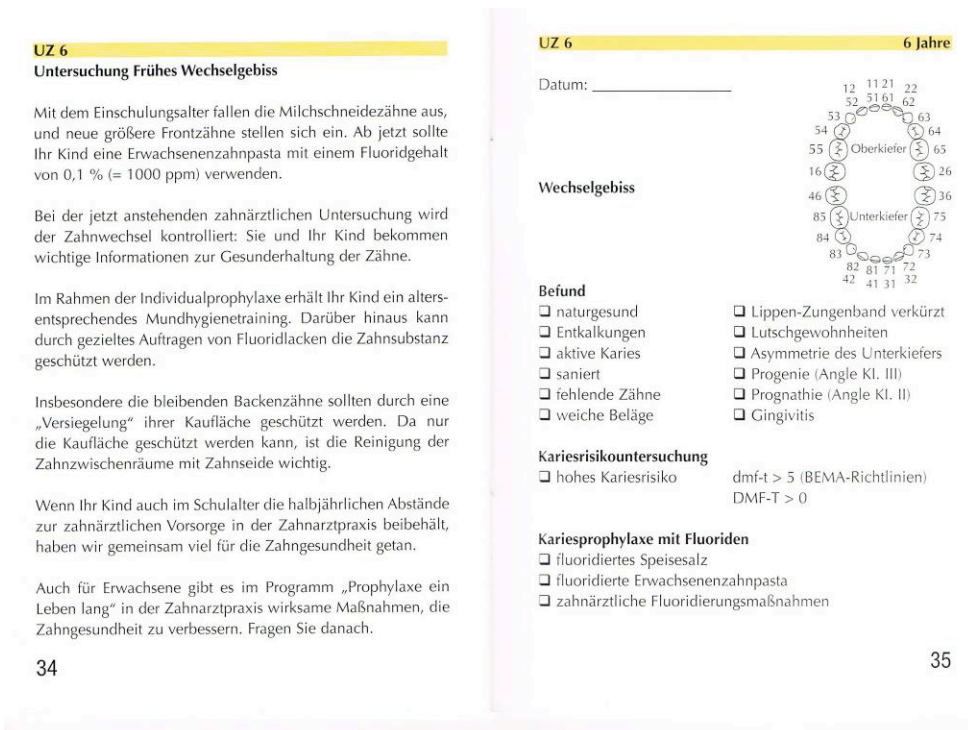 UZ 6
Untersuchung Frühes Wechselgebiss
Mit dem Einschulungsalter fallen die Milchschneidezähne aus,
und neue größere Frontzähne stellen sich ein. Ab jetzt sollte
Ihr Kind eine Erwachsenenzahnpasta mit einem Fluoridgehalt
von 0,1 % (= 1000 ppm) verwenden.
Bei der jetzt anstehenden zahnärztlichen Untersuchung wird
der Zahnwechsel kontrolliert: Sie und Ihr Kind bekommen
wichtige Informationen zur Gesunderhaltung der Zähne.
Im Rahmen der Individualprophylaxe erhält Ihr Kind ein alters-
entsprechendes Mundhygienetraining. Darüber hinaus kann
durch gezieltes Auftragen von Fluoridlacken die Zahnsubstanz
geschützt werden.
Insbesondere die bleibenden Backenzähne sollten durch eine
„Versiegelung“ ihrer Kaufläche geschützt werden. Da nur
die Kaufläche geschützt werden kann, ist die Reinigung der
Zahnzwischenräume mit Zahnseide wichtig.
Wenn Ihr Kind auch im Schulalter die halbjährlichen Abstände
zur zahnärztlichen Vorsorge in der Zahnarztpraxis beibehält,
haben wir gemeinsam viel für die Zahngesundheit getan.
Auch für Erwachsene gibt es im Programm „Prophylaxe ein
Leben lang“ in der Zahnarztpraxis wirksame Maßnahmen, die
Zahngesundheit zu verbessern. Fragen Sie danach.
34
UZ 6 6 Jahre
Datum:
12 11 21 22
52 51 61 62
53 63
54 64
55 Oberkiefer 65
16 26
Wechselgebiss
46 36
85 Unterkiefer 75
84 74
83 73
82 81 71 72
42 41 31 32
Befund
❑ naturgesund ❑ Lippen-Zungenband verkürzt
❑ Entkalkungen ❑ Lutschgewohnheiten
❑ aktive Karies ❑ Asymmetrie des Unterkiefers
❑ saniert ❑ Progenie (Angle Kl. III)
❑ fehlende Zähne ❑ Prognathie (Angle Kl. II)
❑ weiche Beläge ❑ Gingivitis
Kariesrisikountersuchung
❑ hohes Kariesrisiko dmf-t > 5 (BEMA-Richtlinien)
DMF-T > 0
Kariesprophylaxe mit Fluoriden
❑ fluoridiertes Speisesalz
❑ fluoridierte Erwachsenenzahnpasta
❑ zahnärztliche Fluoridierungsmaßnahmen
35